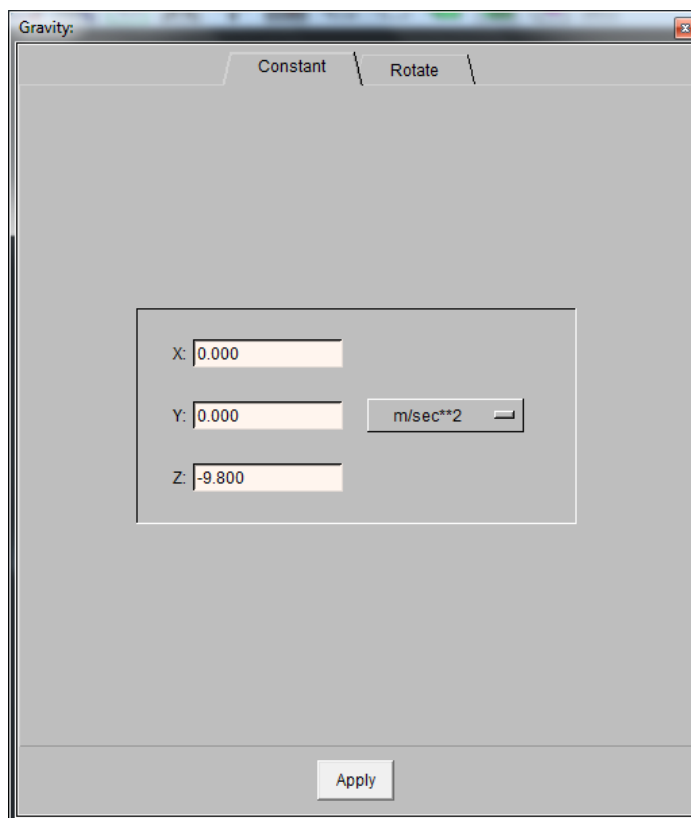 Gravity:
Constant
Rotate
X: 0.000
Y: 0.000
m/sec**2
Z: -9.800
Apply